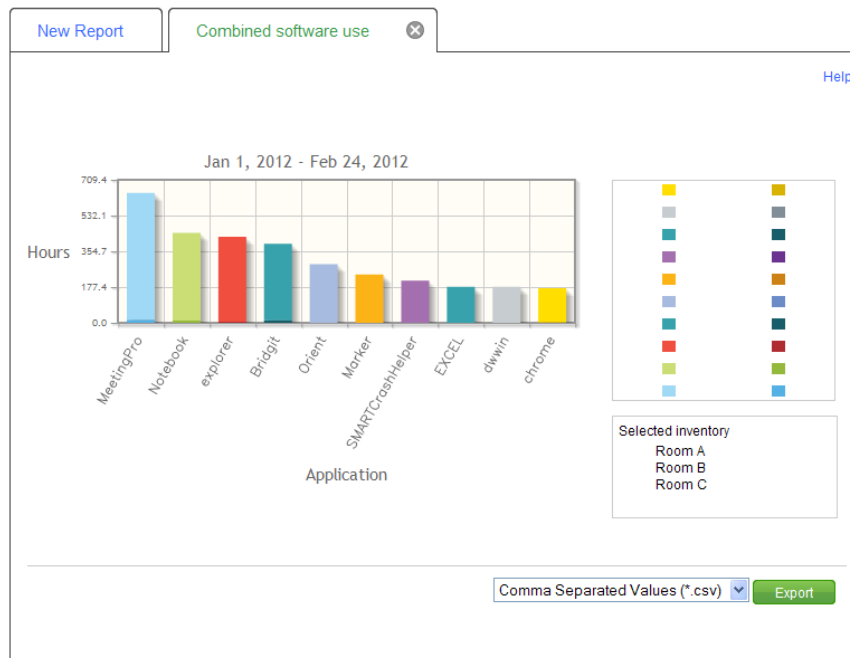 New Report
Combined software use
Help
Jan 1, 2012 - Feb 24, 2012
709.4
532.1
Hours
354.7
177.4
0.0
MeetingPro
Notebook
explorer
Bridgit
Orient
Marker
SMARTCrashHelper
EXCEL
dwwin
chrome
Application
Selected inventory
Room A
Room B
Room C
Comma Separated Values (*.csv)
Export